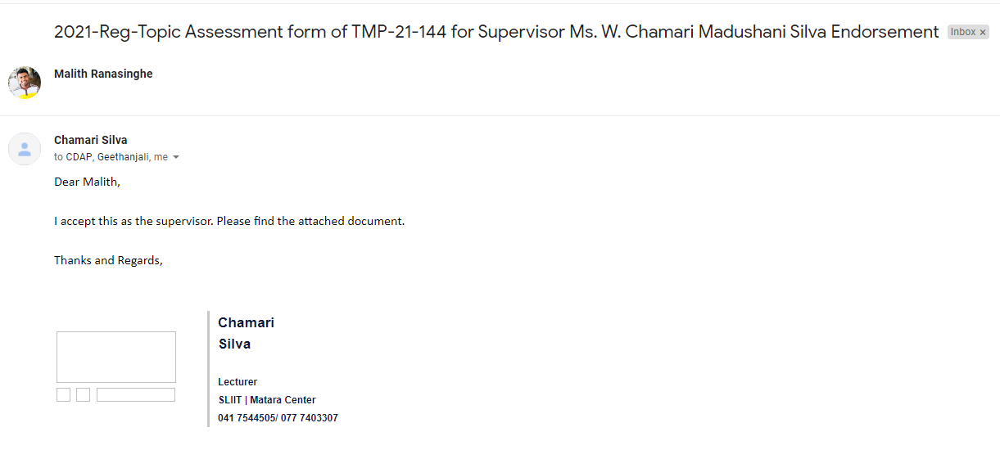 2021-Reg-Topic Assessment form of TMP-21-144 for Supervisor Ms. W. Chamari Madushani Silva Endorsement Inbox ×
Malith Ranasinghe
Chamari Silva
to CDAP, Geethanjali, me
Dear Malith,
I accept this as the supervisor. Please find the attached document.
Thanks and Regards,
Chamari
Silva
Lecturer
SLIIT | Matara Center
041 7544505/ 077 7403307